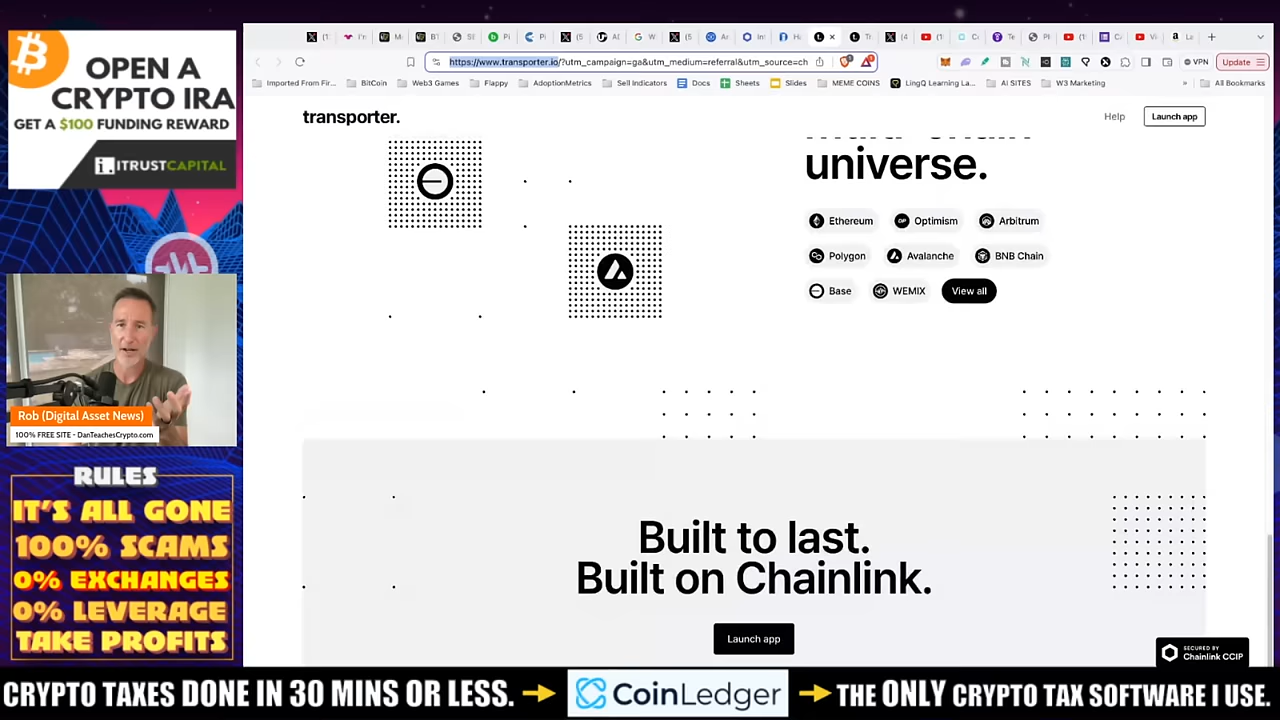 OPEN A
CRYPTO IRA
GET A $100 FUNDING REWARD
i. ITRUSTCAPITAL
Rob (Digital Asset News)
100% FREE SITE - DanTeachesCrypto.com
RULES
IT'S ALL GONE
100% SCAMS
0% EXCHANGES
0% LEVERAGE
TAKE PROFITS
https://www.transporter.io/?utm_campaign=ga&utm_medium=referral&utm_source=ch
VPN
Update
Imported From Fir...
BitCoin
Web3 Games
Flappy
AdoptionMetrics
Sell Indicators
Docs
Sheets
Slides
MEME COINS
LinQ Learning La...
AI SITES
W3 Marketing
»
All Bookmarks
transporter.
Help
Launch app
universe.
Ethereum
Optimism
Arbitrum
Polygon
Avalanche
BNB Chain
Base
WEMIX
View all
Built to last.
Built on Chainlink.
Launch app
SECURED BY
Chainlink CCIP
CRYPTO TAXES DONE IN 30 MINS OR LESS.
CoinLedger
THE ONLY CRYPTO TAX SOFTWARE I USE.